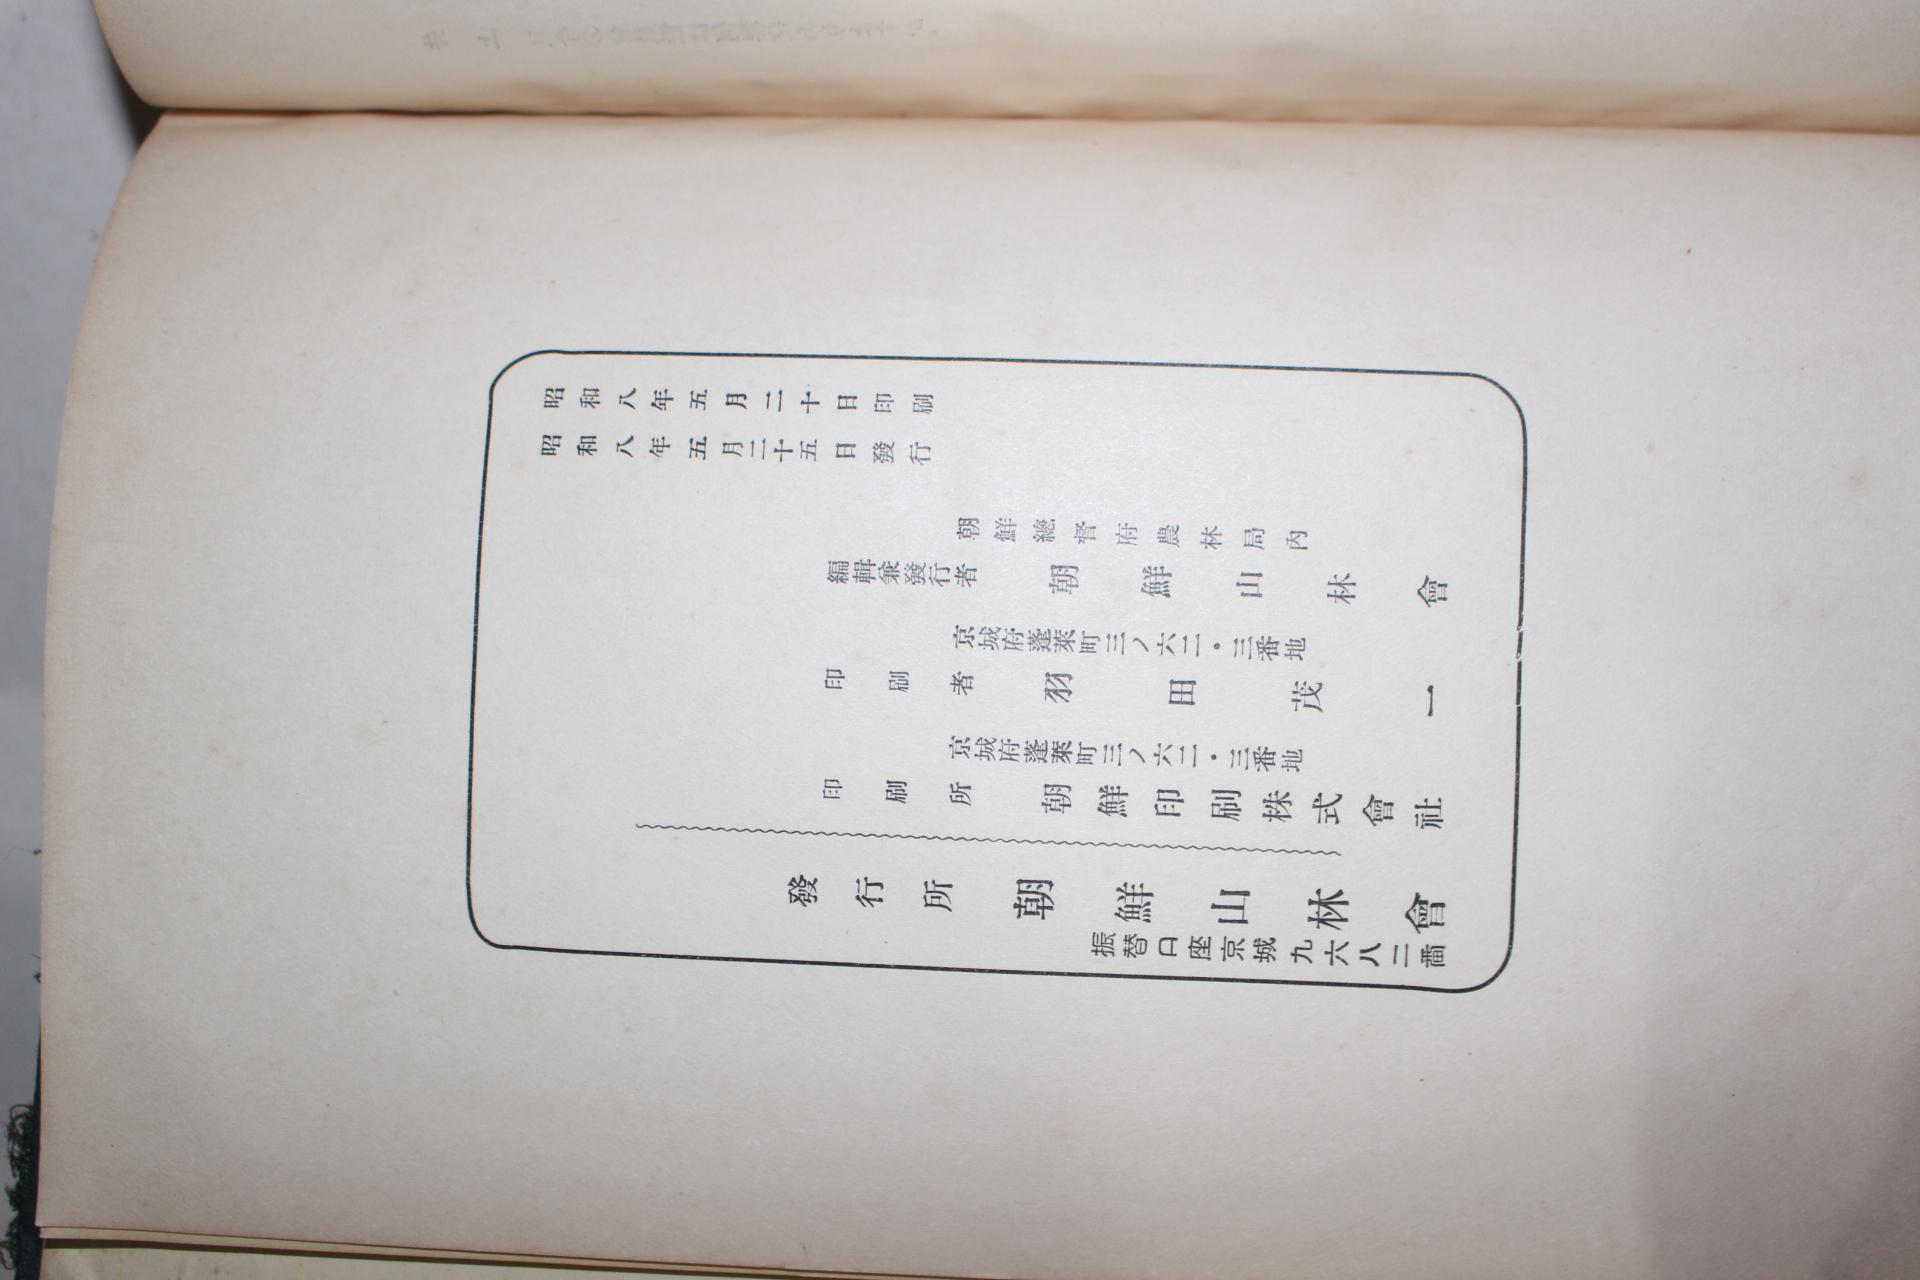 昭和八年五月二十日印刷
昭和八年五月二十五日發行
朝鮮總督府農林局內
編輯兼發行者 朝鮮山林會
京城府蓬萊町三ノ六二・三番地
印刷者 羽田茂一
京城府蓬萊町三ノ六二・三番地
印刷所 朝鮮印刷株式會社
發行所 朝鮮山林會
振替口座京城九六八二番